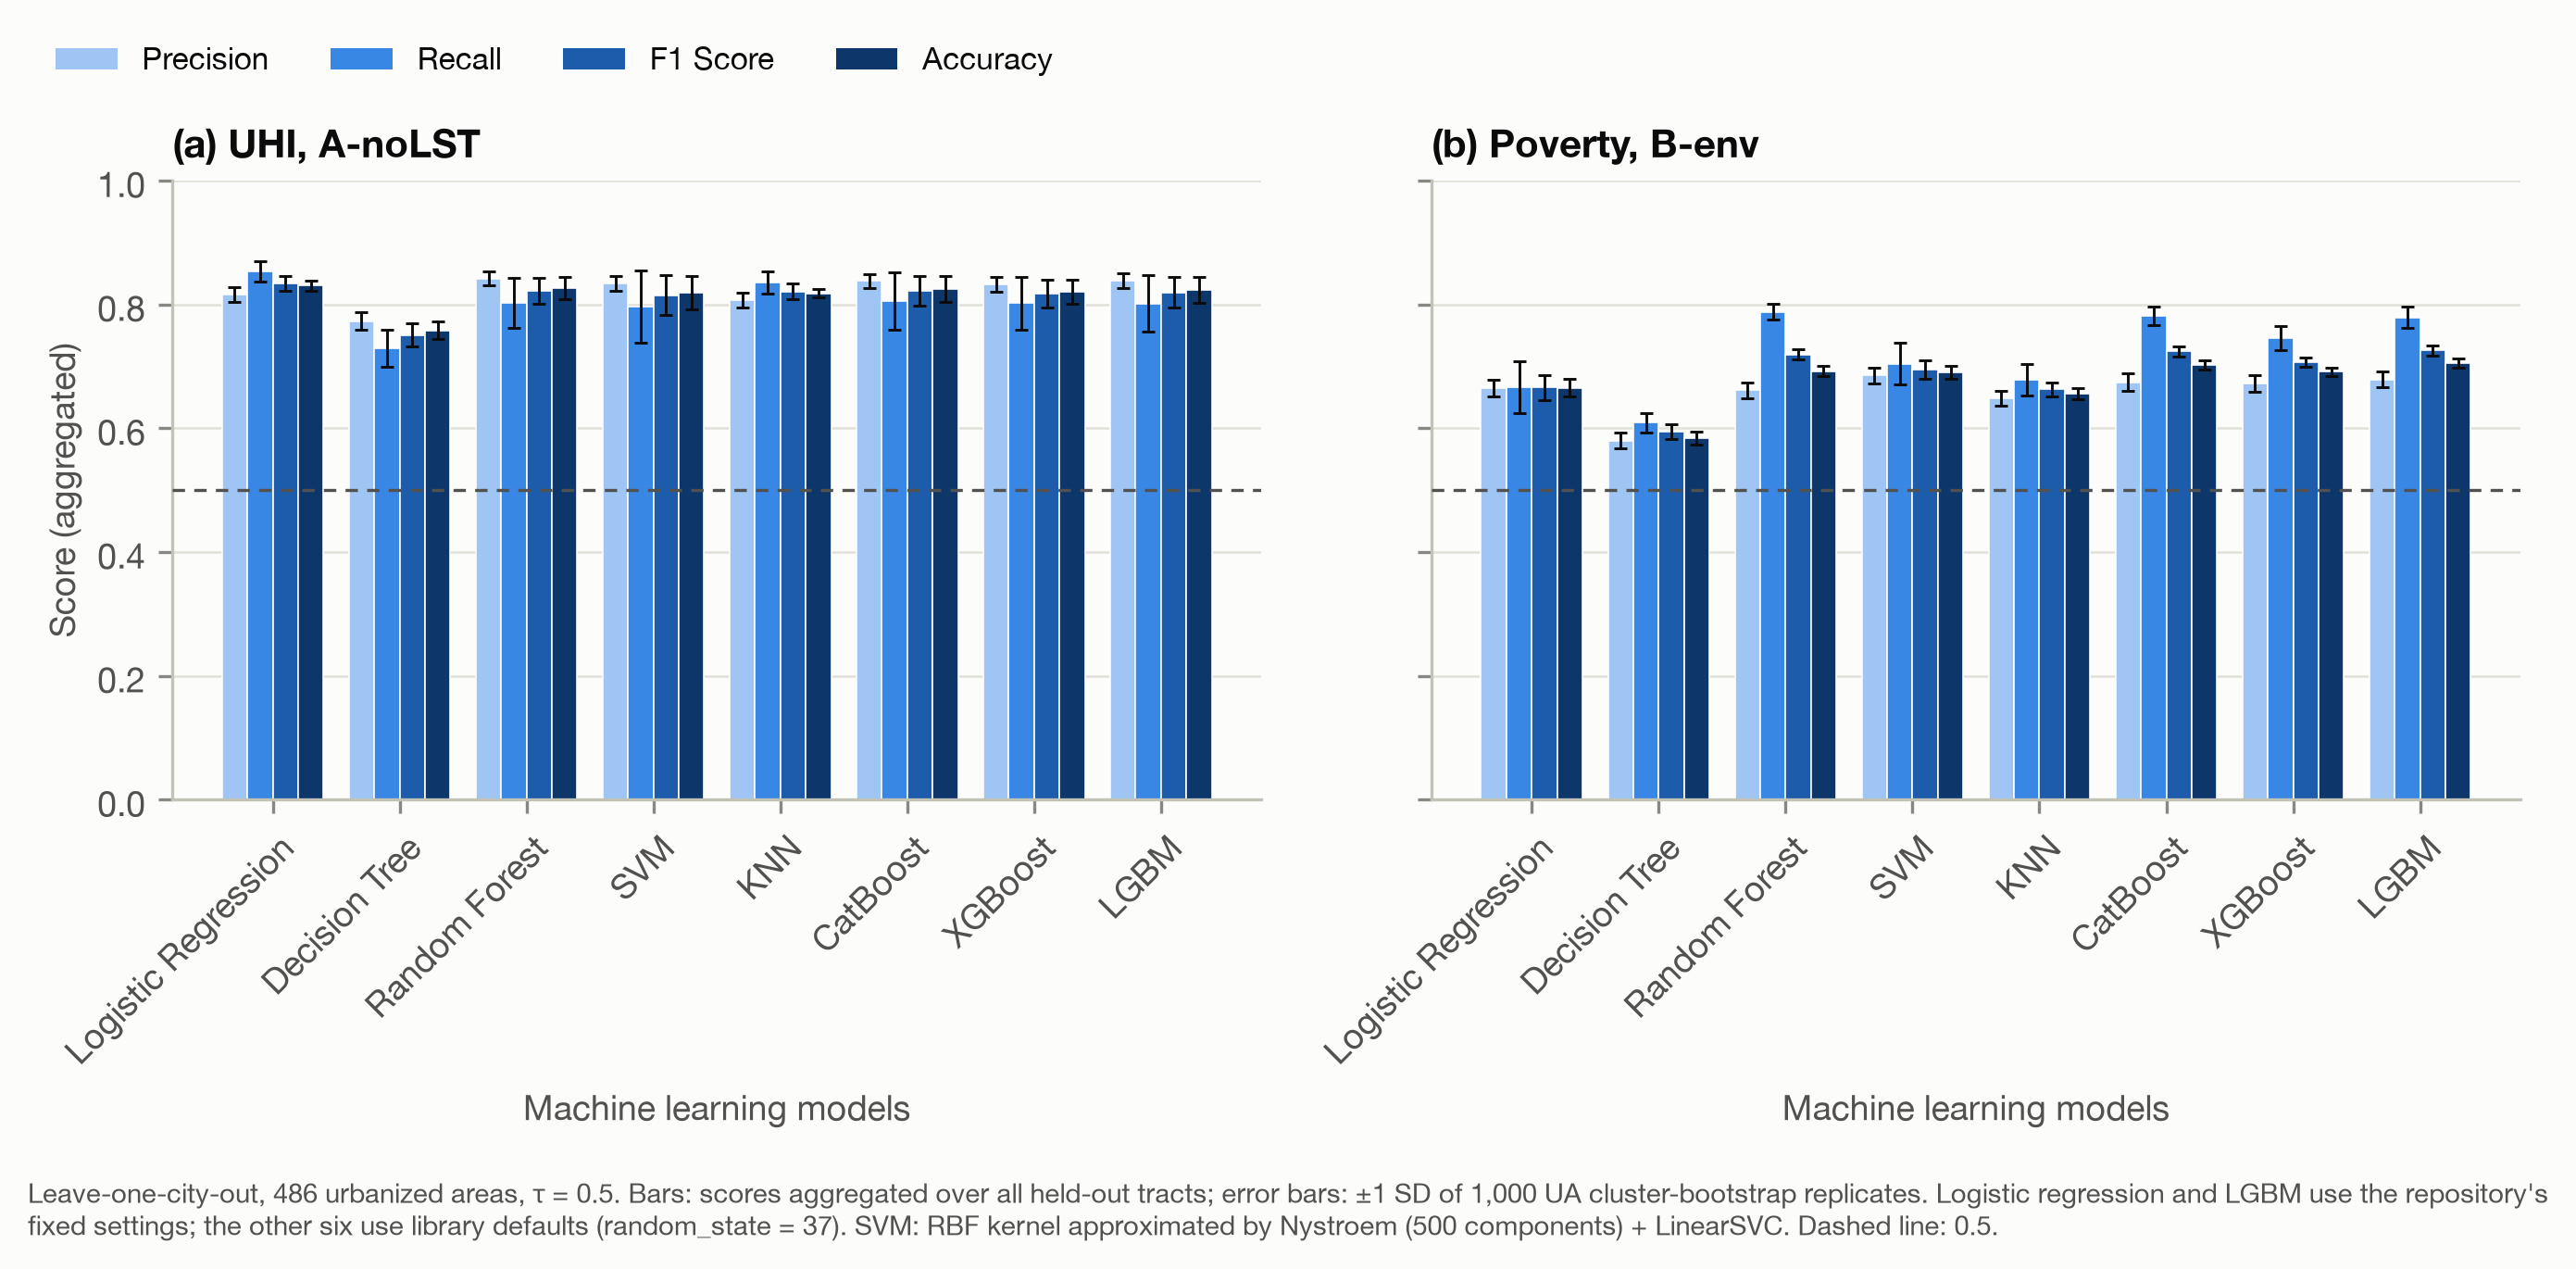 Precision Recall F1 Score Accuracy
(a) UHI, A-noLST
(b) Poverty, B-env
Score (aggregated)
1.0
0.8
0.6
0.4
0.2
0.0
Logistic Regression
Decision Tree
Random Forest
SVM
KNN
CatBoost
XGBoost
LGBM
Machine learning models
Logistic Regression
Decision Tree
Random Forest
SVM
KNN
CatBoost
XGBoost
LGBM
Machine learning models
Leave-one-city-out, 486 urbanized areas, τ = 0.5. Bars: scores aggregated over all held-out tracts; error bars: ±1 SD of 1,000 UA cluster-bootstrap replicates. Logistic regression and LGBM use the repository's
fixed settings; the other six use library defaults (random_state = 37). SVM: RBF kernel approximated by Nystroem (500 components) + LinearSVC. Dashed line: 0.5.